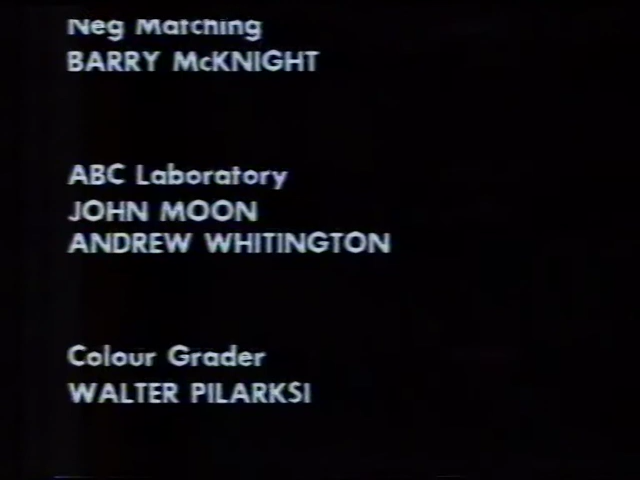 Neg Matching
BARRY McKNIGHT
ABC Laboratory
JOHN MOON
ANDREW WHITINGTON
Colour Grader
WALTER PILARKSI